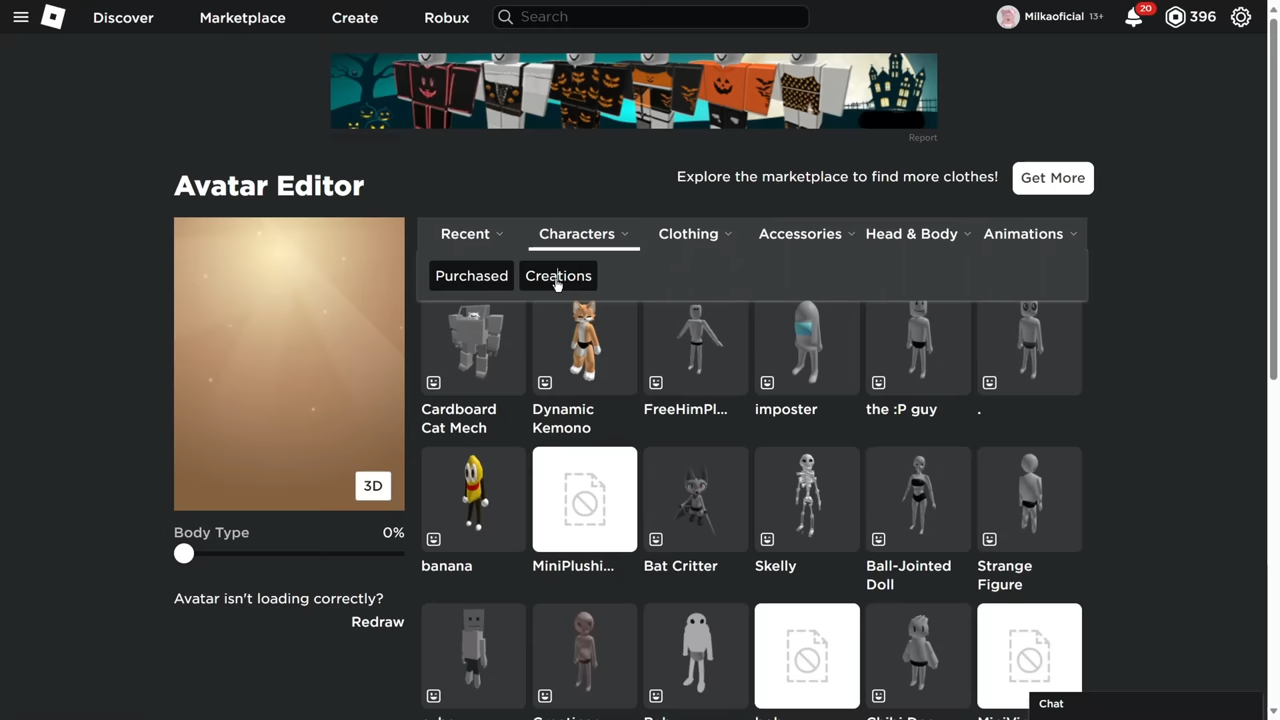 Discover
Marketplace
Create
Robux
Search
Milkaoficial 13+
20
396
Report
Avatar Editor
Explore the marketplace to find more clothes!
Get More
Recent
Characters
Clothing
Accessories
Head & Body
Animations
Purchased
Creations
3D
Body Type 0%
Avatar isn't loading correctly?
Redraw
Cardboard
Cat Mech
Dynamic
Kemono
FreeHimPl...
imposter
the :P guy
.
banana
MiniPlushi...
Bat Critter
Skelly
Ball-Jointed
Doll
Strange
Figure
Chat